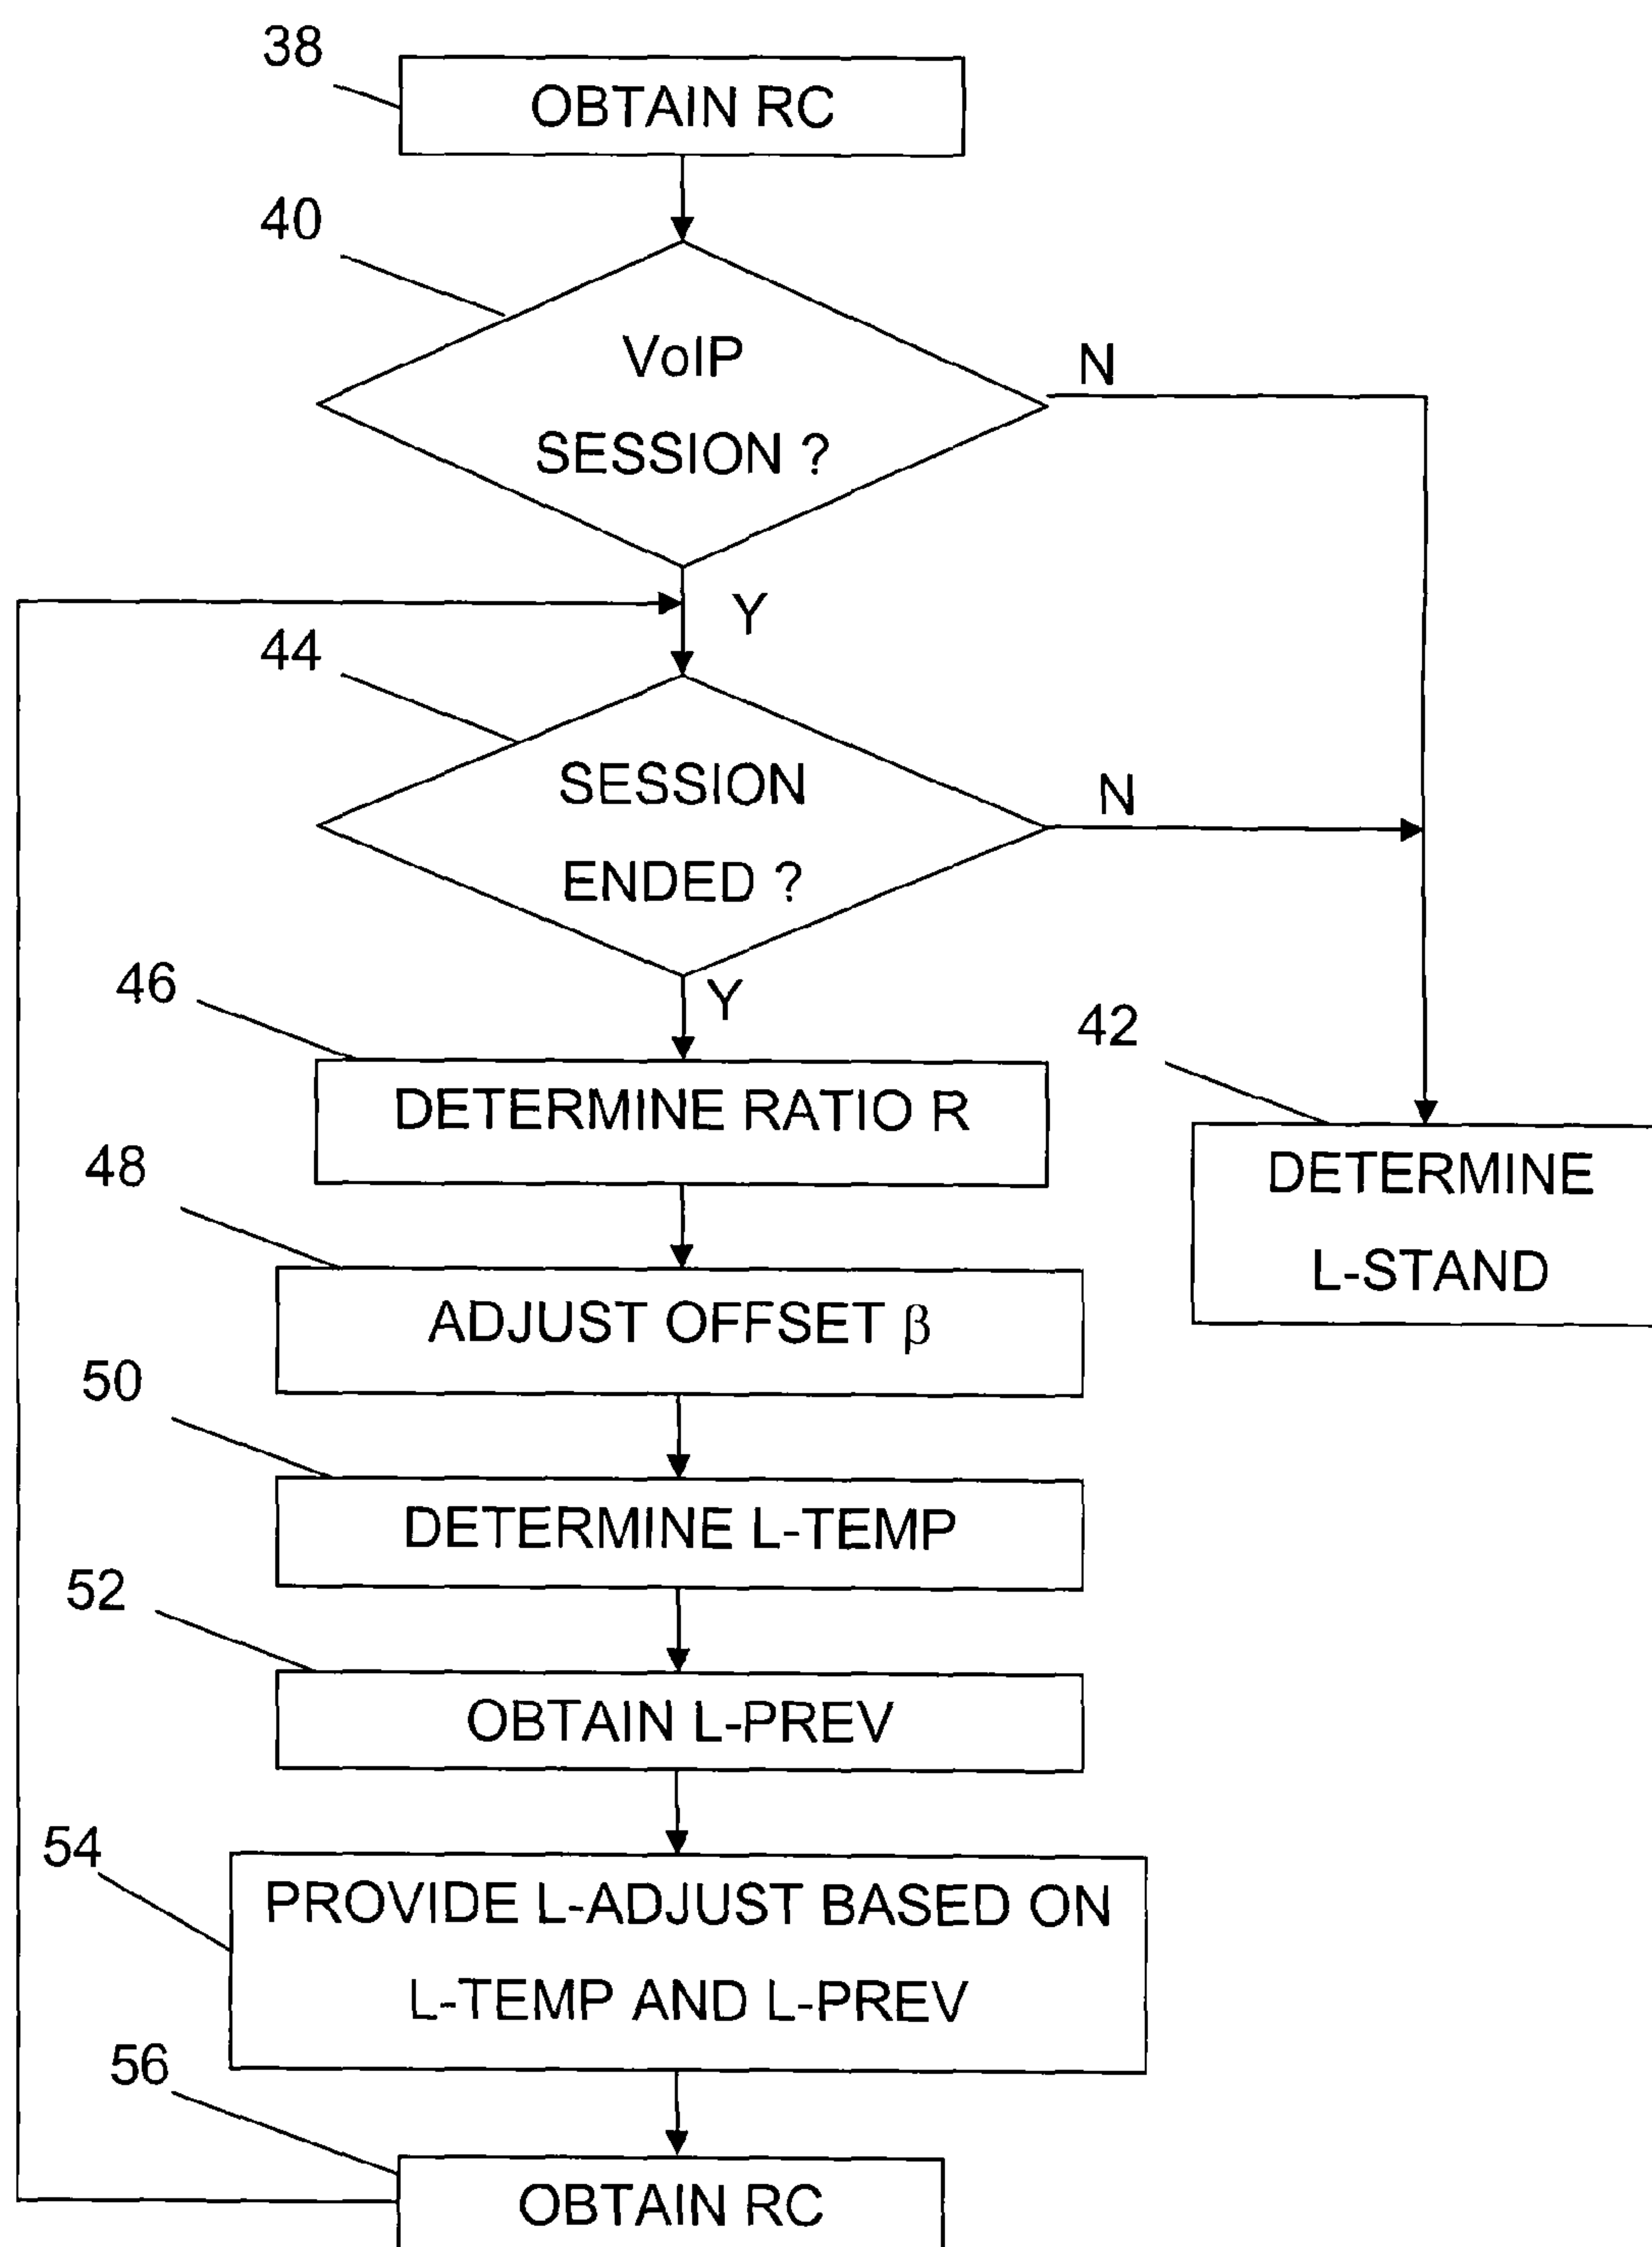 38
OBTAIN RC
40
VoIP
SESSION ?
N
Y
44
SESSION
ENDED ?
N
Y
46
DETERMINE RATIO R
42
DETERMINE
L-STAND
48
ADJUST OFFSET β
50
DETERMINE L-TEMP
52
OBTAIN L-PREV
54
PROVIDE L-ADJUST BASED ON
L-TEMP AND L-PREV
56
OBTAIN RC